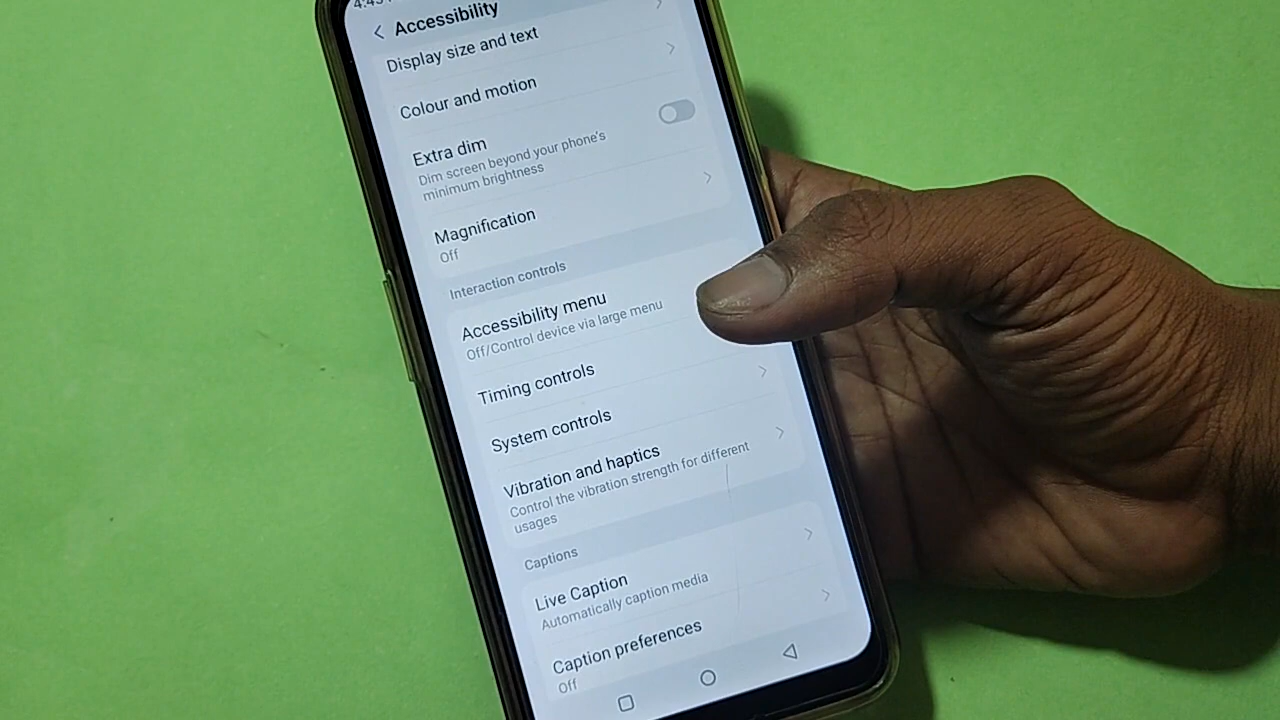 Accessibility
Display size and text
Colour and motion
Extra dim
Dim screen beyond your phone's
minimum brightness
Magnification
Off
Interaction controls
Accessibility menu
Off/Control device via large menu
Timing controls
System controls
Vibration and haptics
Control the vibration strength for different
usages
Captions
Live Caption
Automatically caption media
Caption preferences
Off